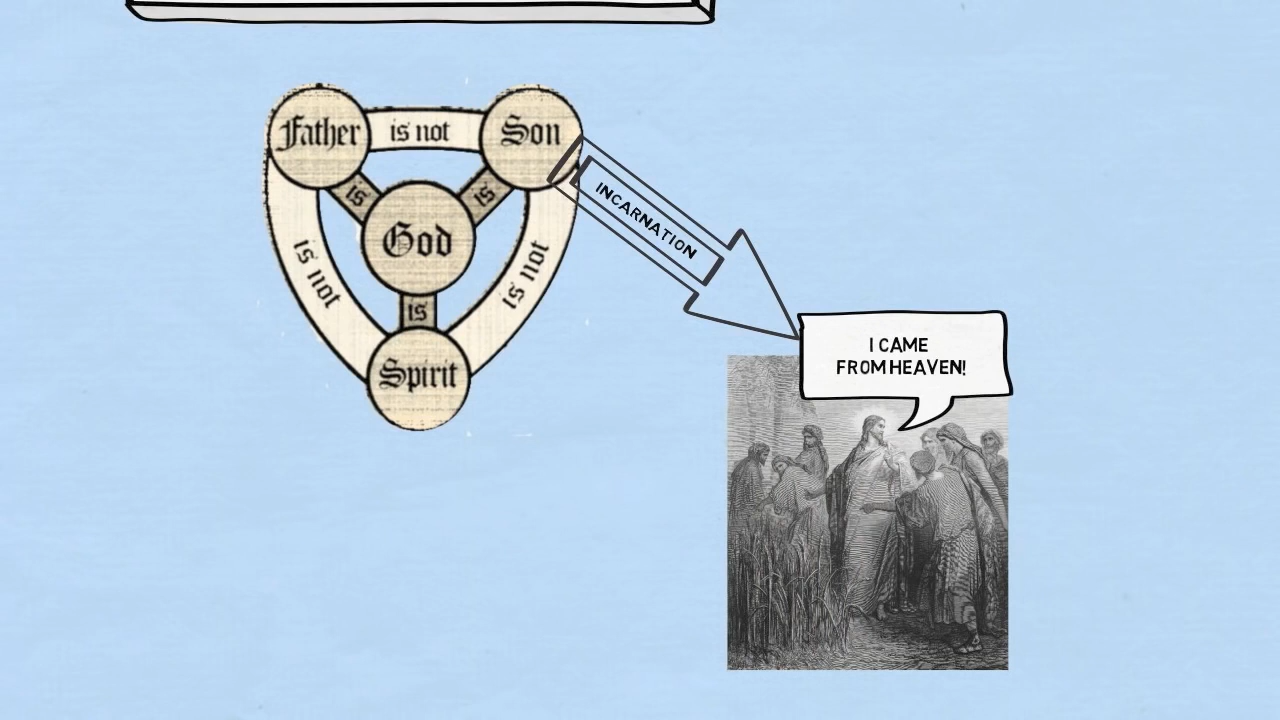 Father is not Son
is is
God
is not is not
is
Spirit
INCARNATION
I CAME
FROM HEAVEN!